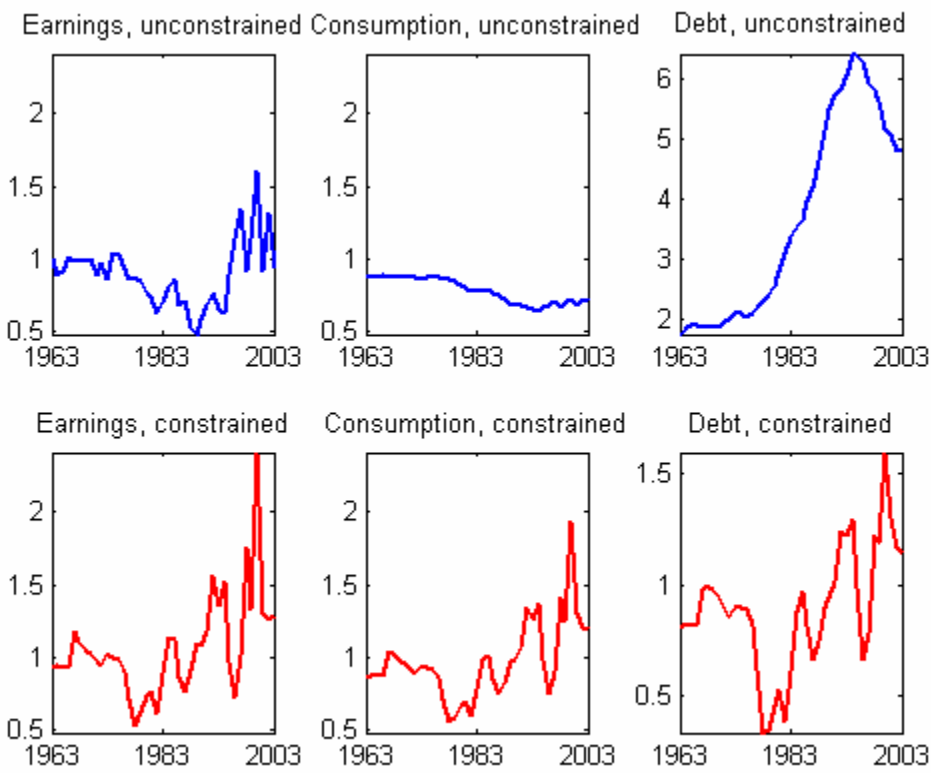 Earnings, unconstrained
Consumption, unconstrained
Debt, unconstrained
2
1.5
1
0.5
1963 1983 2003
2
1.5
1
0.5
1963 1983 2003
6
5
4
3
2
1963 1983 2003
Earnings, constrained
Consumption, constrained
Debt, constrained
2
1.5
1
0.5
1963 1983 2003
2
1.5
1
0.5
1963 1983 2003
1.5
1
0.5
1963 1983 2003